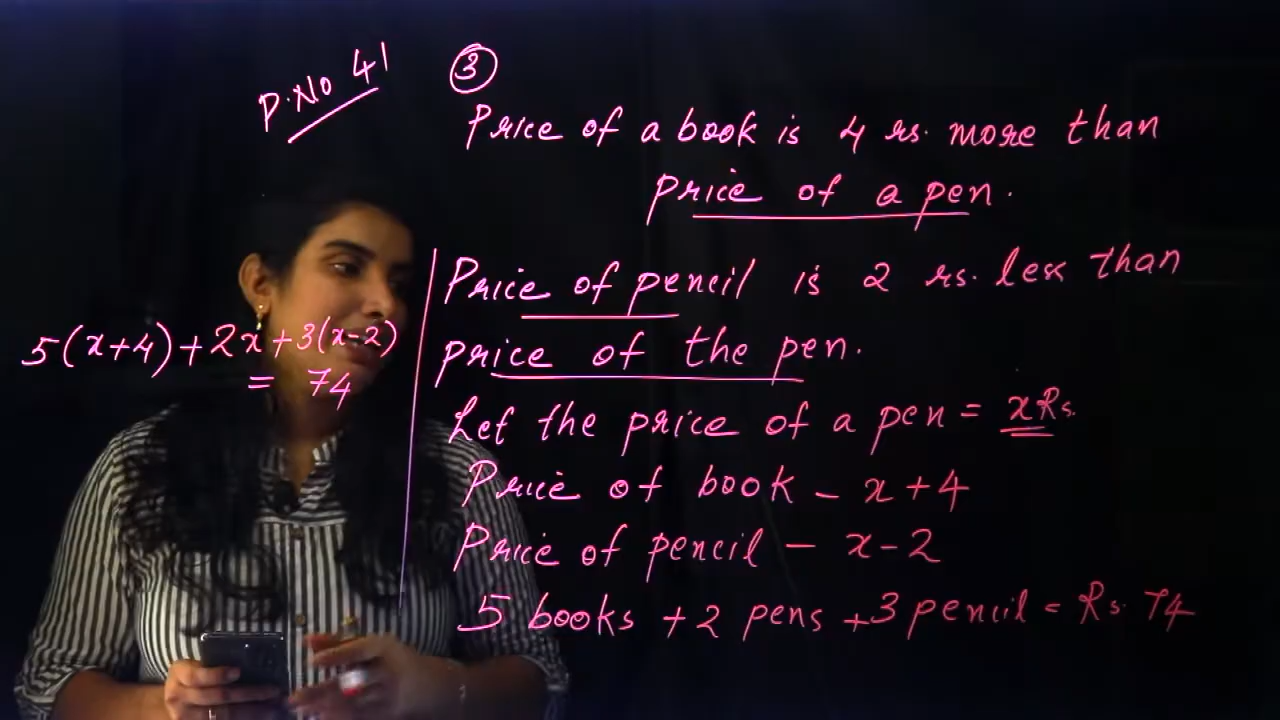 P.No 41
3
Price of a book is 4 rs. more than
price of a pen.
Price of pencil is 2 rs. less than
price of the pen.
Let the price of a pen = x Rs.
Price of book - x+4
Price of pencil - x-2
5 books + 2 pens + 3 pencil = Rs. 74
5(x+4)+2x+3(x-2)
= 74